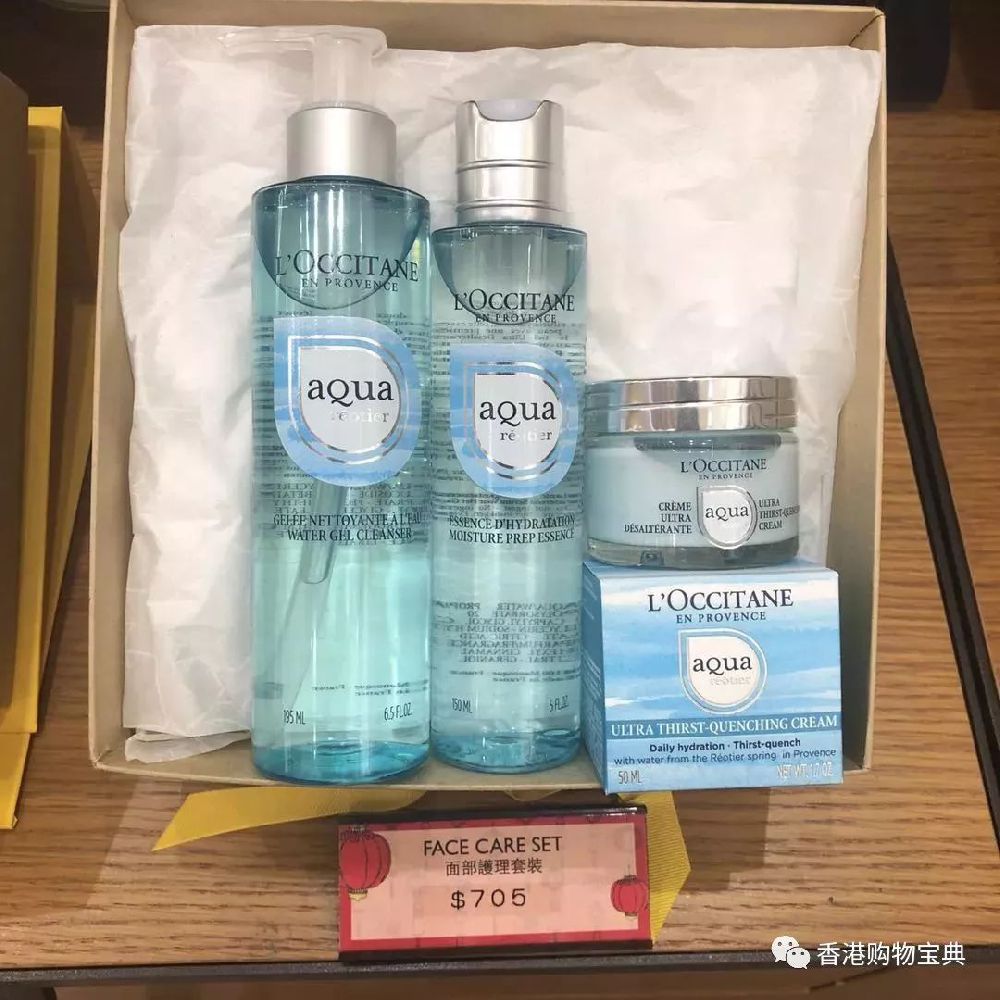 L'OCCITANE
EN PROVENCE
aqua
réotier
GELÉE NETTOYANTE À L'EAU
WATER GEL CLEANSER
195 ML
6.5 FL.OZ.
L'OCCITANE
EN PROVENCE
aqua
réotier
ESSENCE D'HYDRATATION
MOISTURE PREP ESSENCE
150 ML
5 FL.OZ.
L'OCCITANE
EN PROVENCE
CRÈME
ULTRA
DÉSALTÉRANTE
aqua
ULTRA
THIRST-QUENCHING
CREAM
L'OCCITANE
EN PROVENCE
aqua
réotier
ULTRA THIRST-QUENCHING CREAM
Daily hydration · Thirst-quench
with water from the Réotier spring in Provence
50 ML
NET WT. 1.7 OZ.
FACE CARE SET
面部護理套裝
$705
香港购物宝典